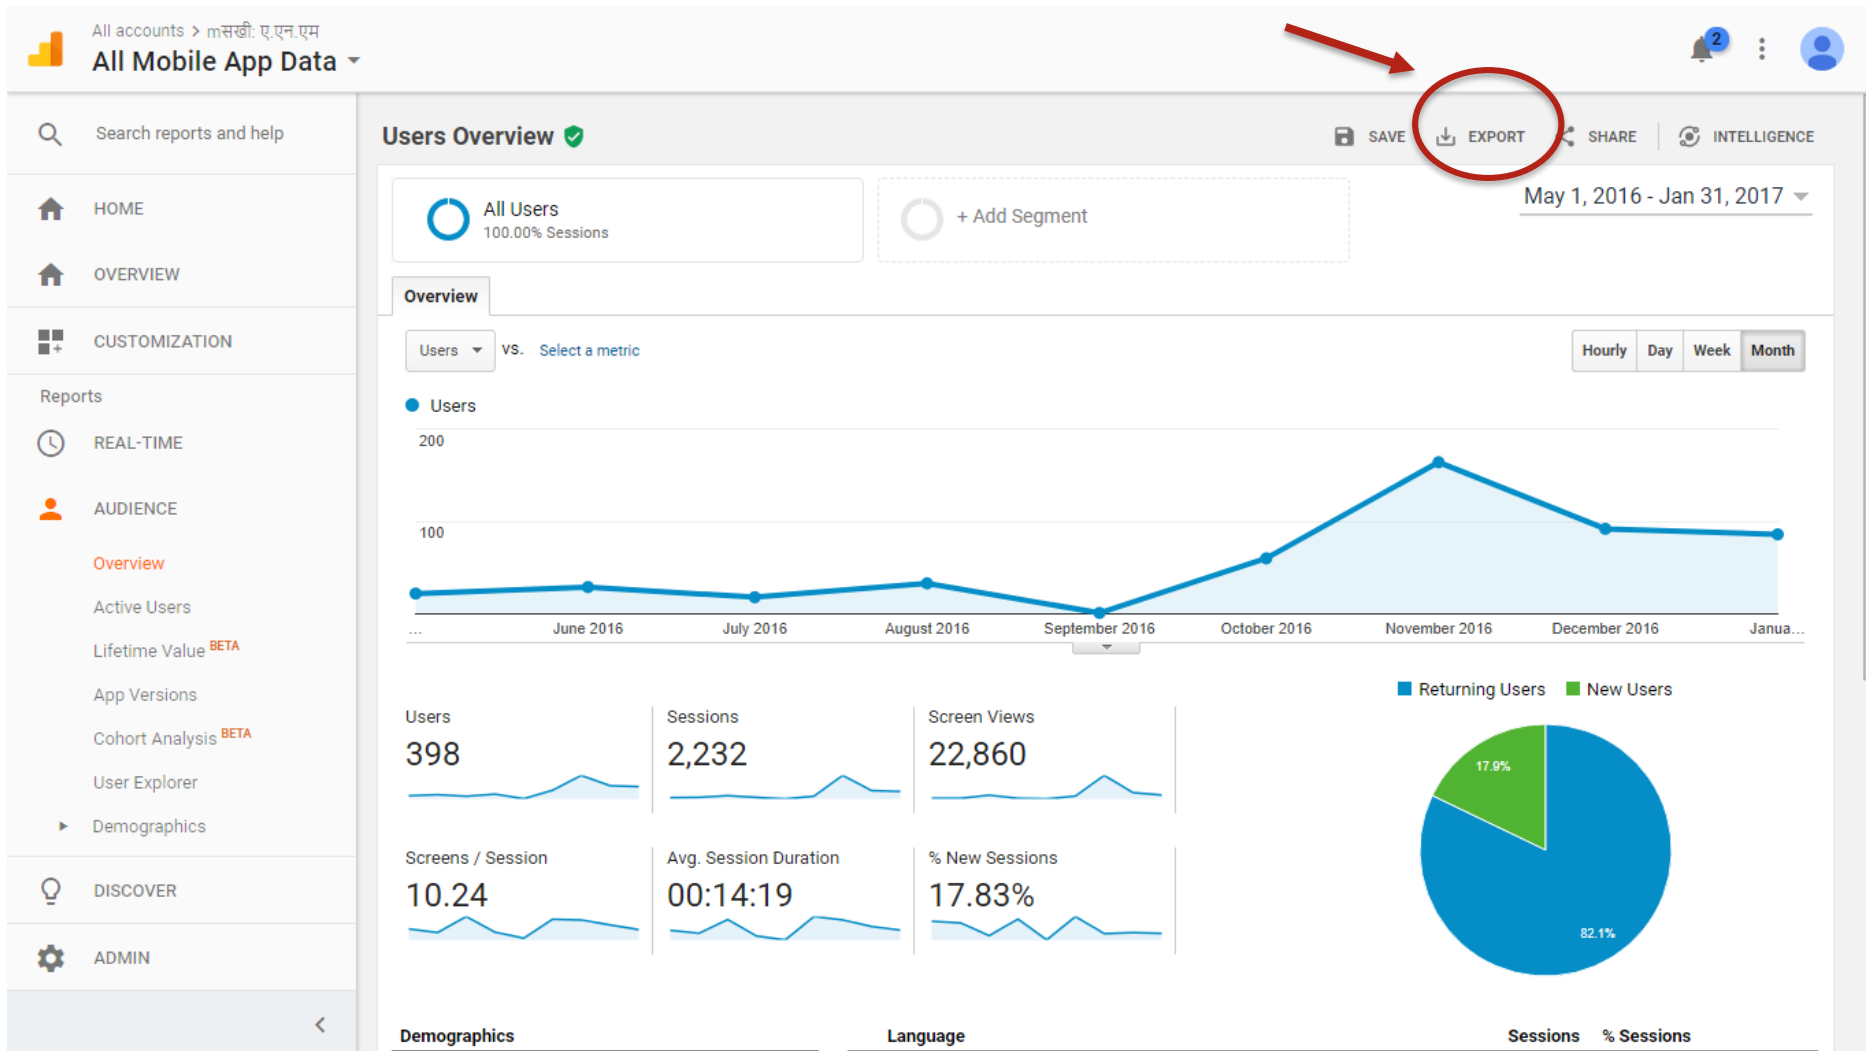 All accounts > mसखी: ए.एन.एम
All Mobile App Data
2
Search reports and help
HOME
OVERVIEW
CUSTOMIZATION
Reports
REAL-TIME
AUDIENCE
Overview
Active Users
Lifetime Value BETA
App Versions
Cohort Analysis BETA
User Explorer
Demographics
DISCOVER
ADMIN
Users Overview
SAVE EXPORT SHARE INTELLIGENCE
All Users
100.00% Sessions
+ Add Segment
May 1, 2016 - Jan 31, 2017
Overview
Users VS. Select a metric
Hourly Day Week Month
Users
200
100
... June 2016 July 2016 August 2016 September 2016 October 2016 November 2016 December 2016 Janua...
Users
398
Sessions
2,232
Screen Views
22,860
Screens / Session
10.24
Avg. Session Duration
00:14:19
% New Sessions
17.83%
Returning Users New Users
17.9%
82.1%
Demographics
Language Sessions % Sessions